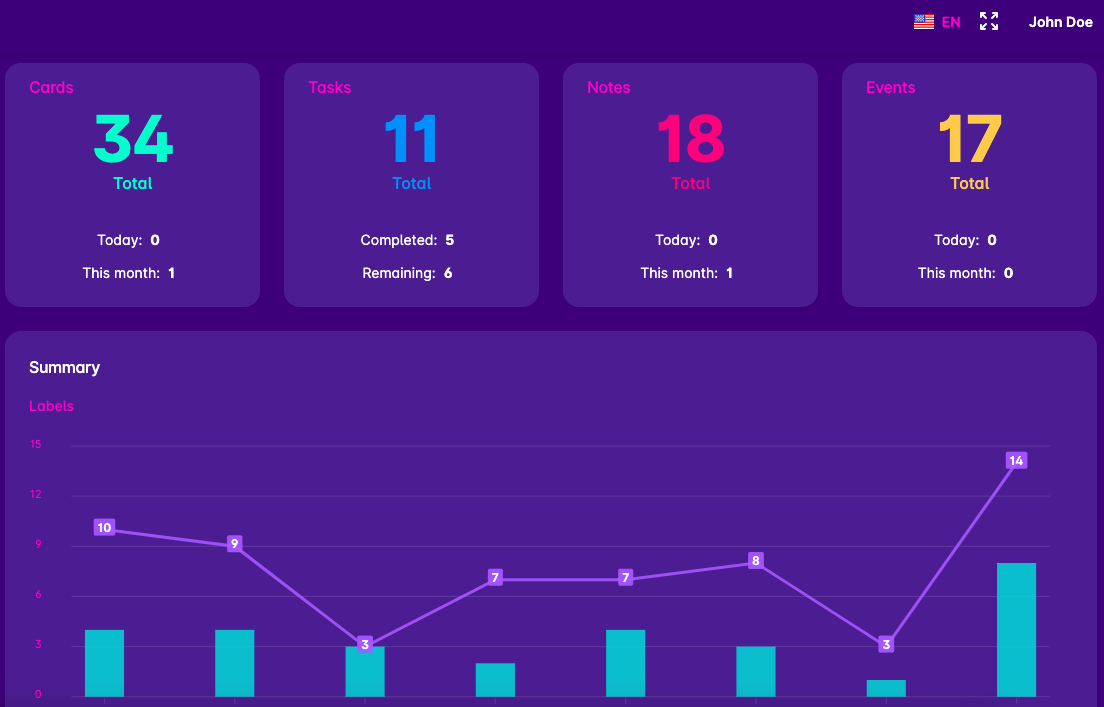 EN John Doe
Cards Tasks Notes Events
34 11 18 17
Total Total Total Total
Today: 0 Completed: 5 Today: 0 Today: 0
This month: 1 Remaining: 6 This month: 1 This month: 0
Summary
Labels
15
14
12
10
9 9
8
7 7
6
3 3 3
0